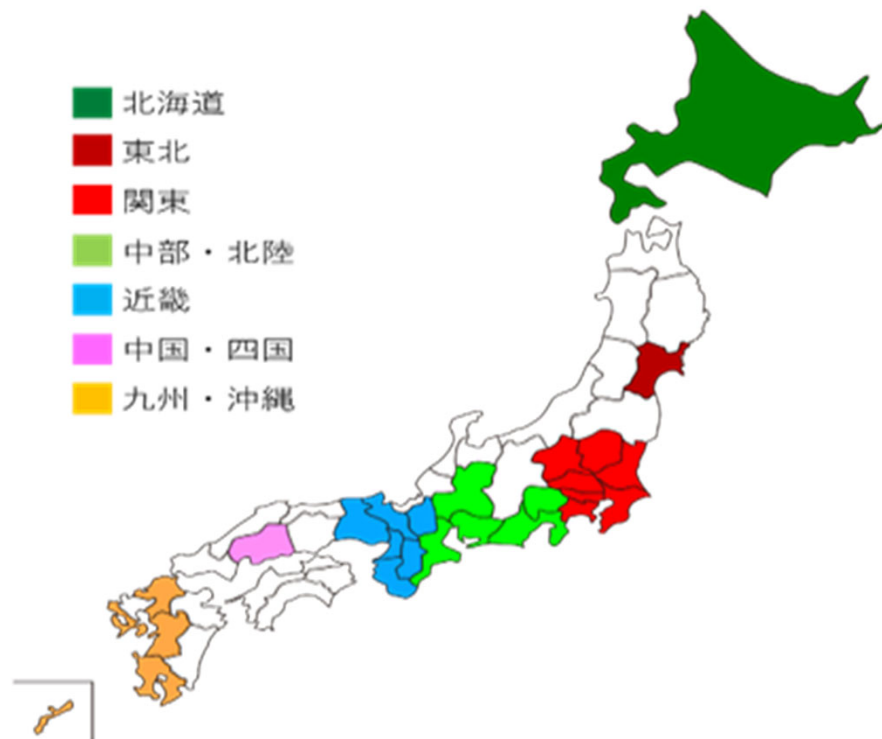 北海道
東北
関東
中部・北陸
近畿
中国・四国
九州・沖縄